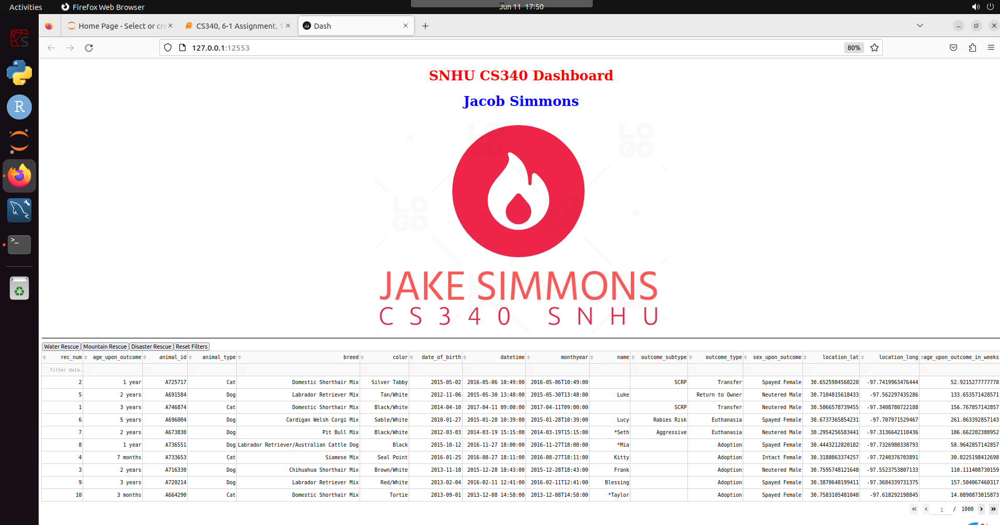 Activities Firefox Web Browser Jun 11 17:50
Home Page - Select or cre CS340, 6-1 Assignment, 1 Dash
127.0.0.1:12553 80%
SNHU CS340 Dashboard
Jacob Simmons
LOGO LOGO
LOGO LOGO
JAKE SIMMONS
CS340 SNHU
Water Rescue Mountain Rescue Disaster Rescue Reset Filters
rec_num age_upon_outcome animal_id animal_type breed color date_of_birth datetime monthyear name outcome_subtype outcome_type sex_upon_outcome location_lat location_long age_upon_outcome_in_weeks
filter data.
2 1 year A725717 Cat Domestic Shorthair Mix Silver Tabby 2015-05-02 2016-05-06 10:49:00 2016-05-06T10:49:00 SCRP Transfer Spayed Female 30.6525984560228 -97.7419963476444 52.9215277777778
5 2 years A691584 Dog Labrador Retriever Mix Tan/White 2012-11-06 2015-05-30 13:48:00 2015-05-30T13:48:00 Luke Return to Owner Neutered Male 30.7104815618433 -97.562297435286 133.653571428571
1 3 years A746874 Cat Domestic Shorthair Mix Black/White 2014-04-10 2017-04-11 09:00:00 2017-04-11T09:00:00 SCRP Transfer Neutered Male 30.5066578739455 -97.3408780722188 156.767857142857
6 5 years A696004 Dog Cardigan Welsh Corgi Mix Sable/White 2010-01-27 2015-01-28 10:39:00 2015-01-28T10:39:00 Lucy Rabies Risk Euthanasia Spayed Female 30.6737365854231 -97.707971529467 261.063392857143
7 2 years A673830 Dog Pit Bull Mix Black/White 2012-03-03 2014-03-19 15:15:00 2014-03-19T15:15:00 *Seth Aggressive Euthanasia Neutered Male 30.2954256583441 -97.3136642110436 106.662202380952
8 1 year A736551 Dog Labrador Retriever/Australian Cattle Dog Black 2015-10-12 2016-11-27 18:00:00 2016-11-27T18:00:00 *Mia Adoption Spayed Female 30.4443212820182 -97.7326980338793 58.9642857142857
4 7 months A733653 Cat Siamese Mix Seal Point 2016-01-25 2016-08-27 18:11:00 2016-08-27T18:11:00 Kitty Adoption Intact Female 30.3188063374257 -97.7240376703891 30.8225198412698
3 2 years A716330 Dog Chihuahua Shorthair Mix Brown/White 2013-11-18 2015-12-28 18:43:00 2015-12-28T18:43:00 Frank Adoption Neutered Male 30.7595748121648 -97.5523753807133 110.111408730159
9 3 years A720214 Dog Labrador Retriever Mix Red/White 2013-02-04 2016-02-11 12:41:00 2016-02-11T12:41:00 Blessing Adoption Spayed Female 30.3870648199411 -97.3684339731375 157.504067460317
10 3 months A664290 Cat Domestic Shorthair Mix Tortie 2013-09-01 2013-12-08 14:58:00 2013-12-08T14:58:00 *Taylor Adoption Spayed Female 30.7583105481048 -97.618292198845 14.0890873015873
« ‹ 1 / 1000 › »